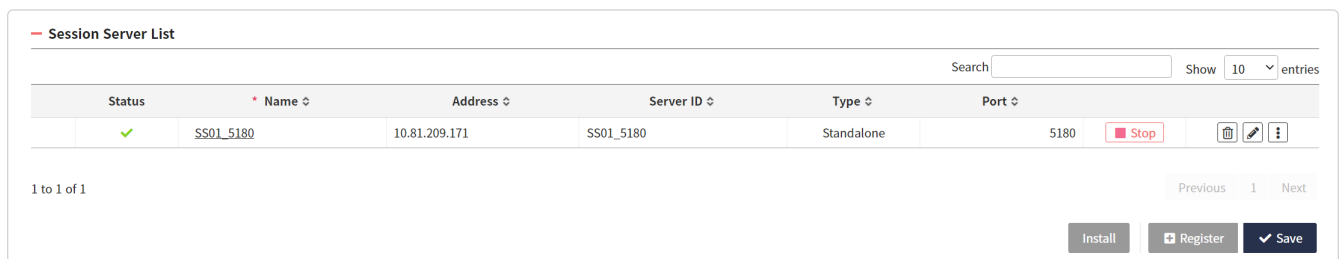 Session Server List
Search Show 10 entries
Status * Name Address Server ID Type Port
SS01_5180 10.81.209.171 SS01_5180 Standalone 5180 Stop
1 to 1 of 1
Previous 1 Next
Install Register Save